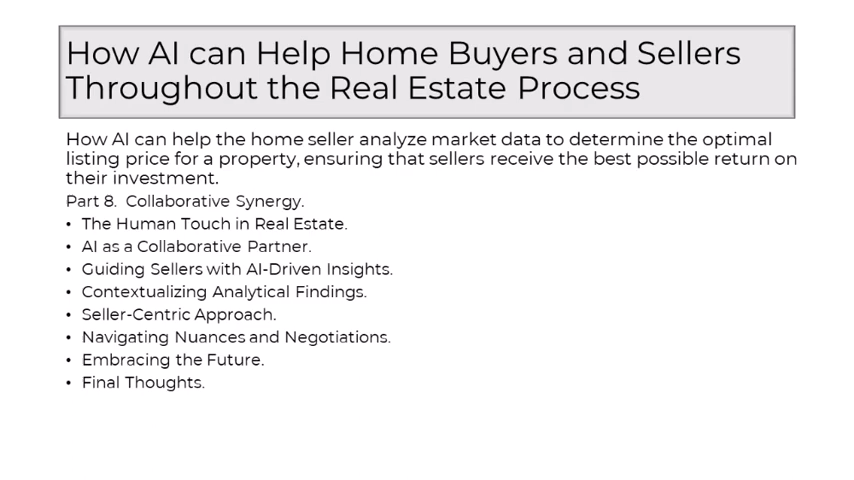 How AI can Help Home Buyers and Sellers
Throughout the Real Estate Process
How AI can help the home seller analyze market data to determine the optimal
listing price for a property, ensuring that sellers receive the best possible return on
their investment.
Part 8.  Collaborative Synergy.
• The Human Touch in Real Estate.
• AI as a Collaborative Partner.
• Guiding Sellers with AI-Driven Insights.
• Contextualizing Analytical Findings.
• Seller-Centric Approach.
• Navigating Nuances and Negotiations.
• Embracing the Future.
• Final Thoughts.